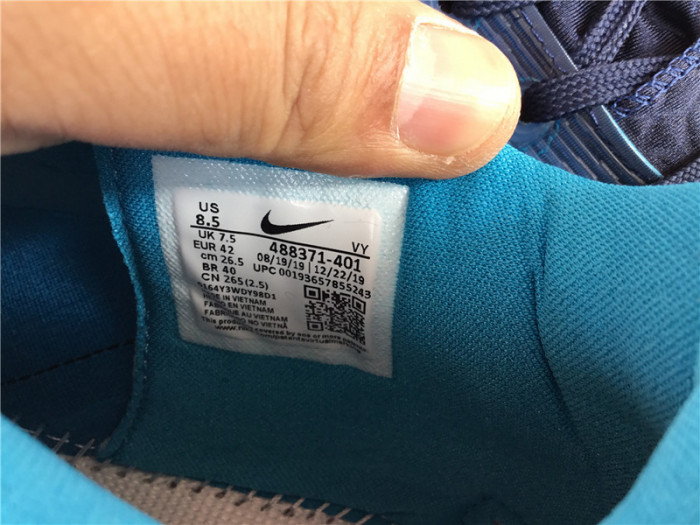 US
8.5
UK 7.5
EUR 42
cm 26.5
BR 40
CN 265(2.5)
VY
488371-401
08/19/19 | 12/22/19
UPC 00193657855243
MADE IN VIETNAM
FABRIQUE AU VIETNAM